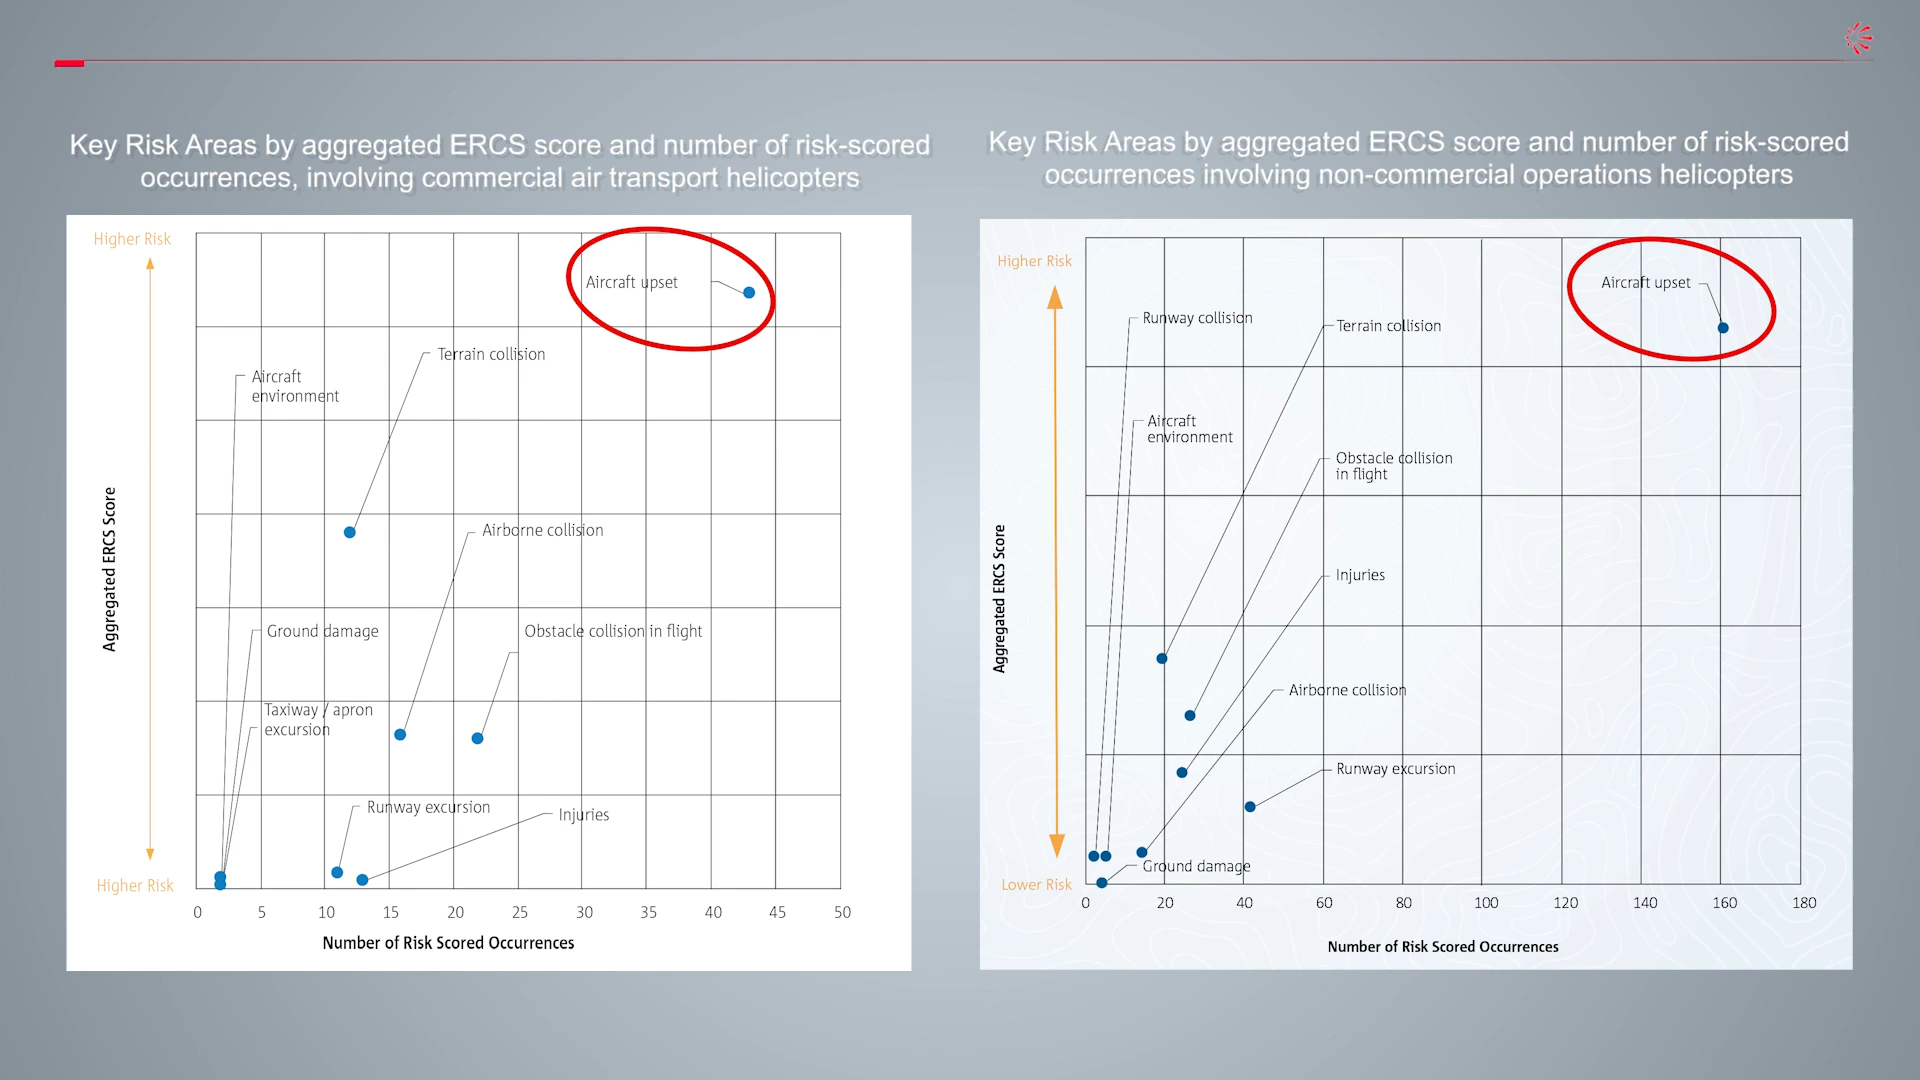 Key Risk Areas by aggregated ERCS score and number of risk-scored
occurrences, involving commercial air transport helicopters
Higher Risk
Aircraft upset
Terrain collision
Aircraft
environment
Airborne collision
Aggregated ERCS Score
Ground damage
Obstacle collision in flight
Taxiway / apron
excursion
Runway excursion
Injuries
Higher Risk
0 5 10 15 20 25 30 35 40 45 50
Number of Risk Scored Occurrences
Key Risk Areas by aggregated ERCS score and number of risk-scored
occurrences involving non-commercial operations helicopters
Higher Risk
Aircraft upset
Runway collision
Terrain collision
Aircraft
environment
Obstacle collision
in flight
Aggregated ERCS Score
Injuries
Airborne collision
Runway excursion
Ground damage
Lower Risk
0 20 40 60 80 100 120 140 160 180
Number of Risk Scored Occurrences